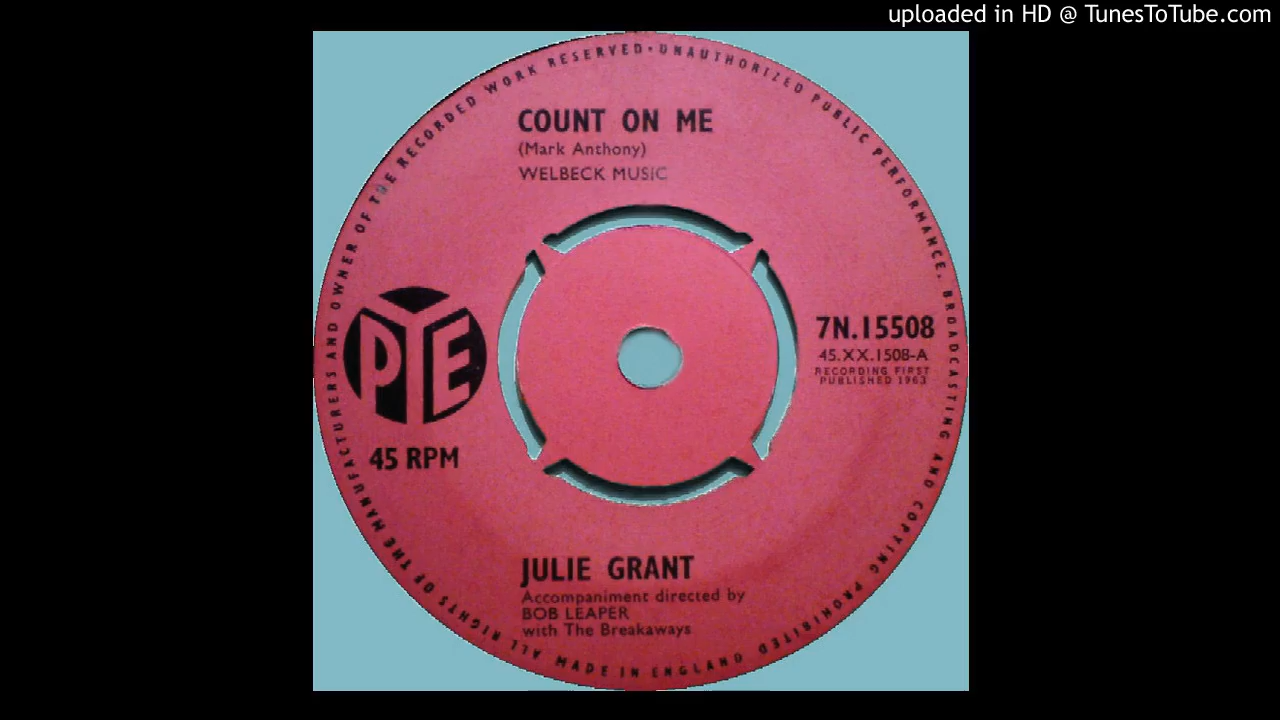 uploaded in HD @ TunesToTube.com
MANUFACTURERS AND OWNER OF THE RECORDED WORK RESERVED · UNAUTHORIZED PUBLIC PERFORMANCE, BROADCASTING AND COPYING PROHIBITED
COUNT ON ME
(Mark Anthony)
WELBECK MUSIC
PYE
7N.15508
45.XX.1508-A
RECORDING FIRST
PUBLISHED 1963
45 RPM
JULIE GRANT
Accompaniment directed by
BOB LEAPER
with The Breakaways
ALL RIGHTS OF THE
MADE IN ENGLAND